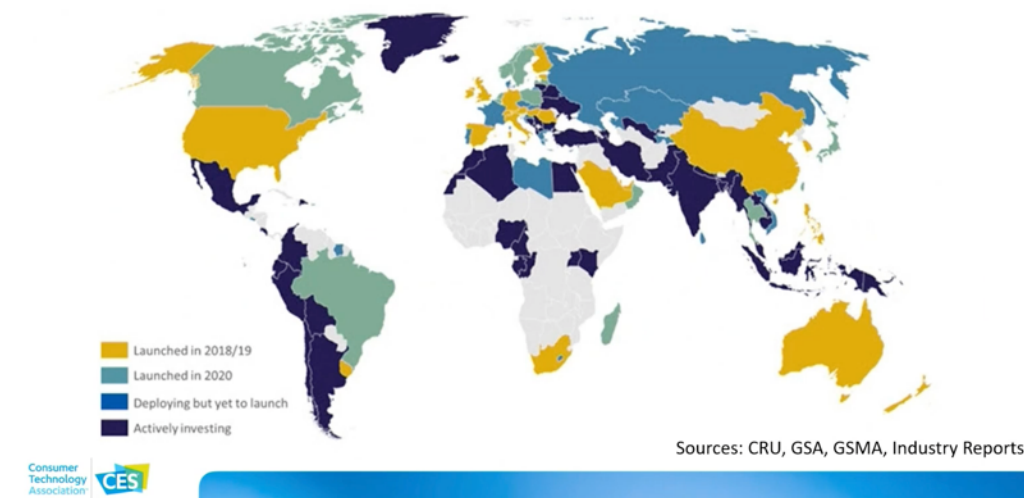 Launched in 2018/19
Launched in 2020
Deploying but yet to launch
Actively investing
Sources: CRU, GSA, GSMA, Industry Reports
Consumer
Technology
Association
CES